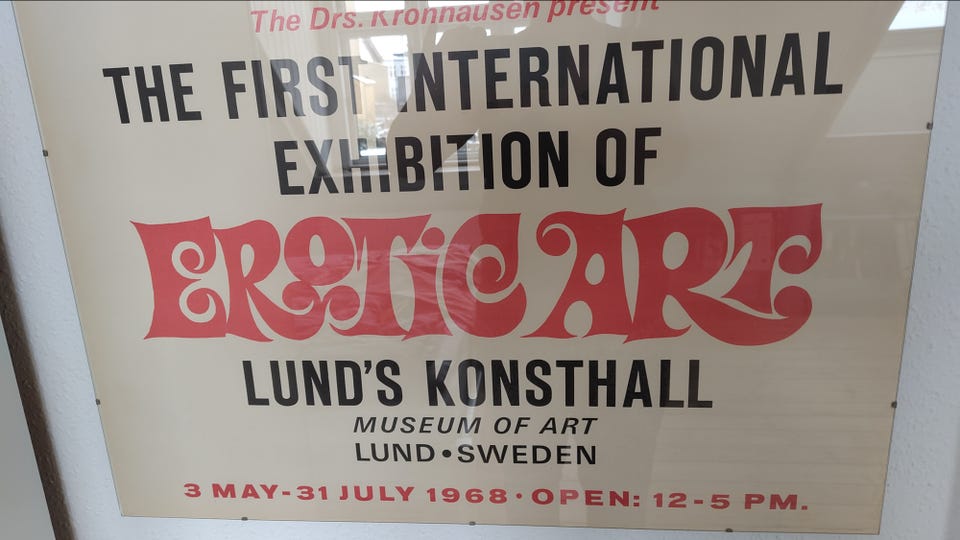 The Drs. Kronhausen present
THE FIRST INTERNATIONAL
EXHIBITION OF
EROTiC ART
LUND'S KONSTHALL
MUSEUM OF ART
LUND•SWEDEN
3 MAY-31 JULY 1968•OPEN: 12-5 PM.